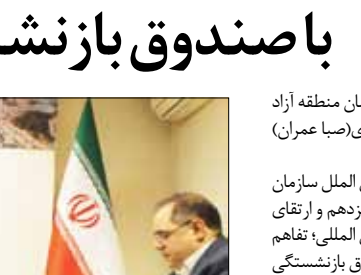 با صندوق بازنش
ان منطقه آزاد
ی(صبا عمران)
الملل سازمان
زدهم و ارتقای
المللی؛ تفاهم
ق بازنشستگی